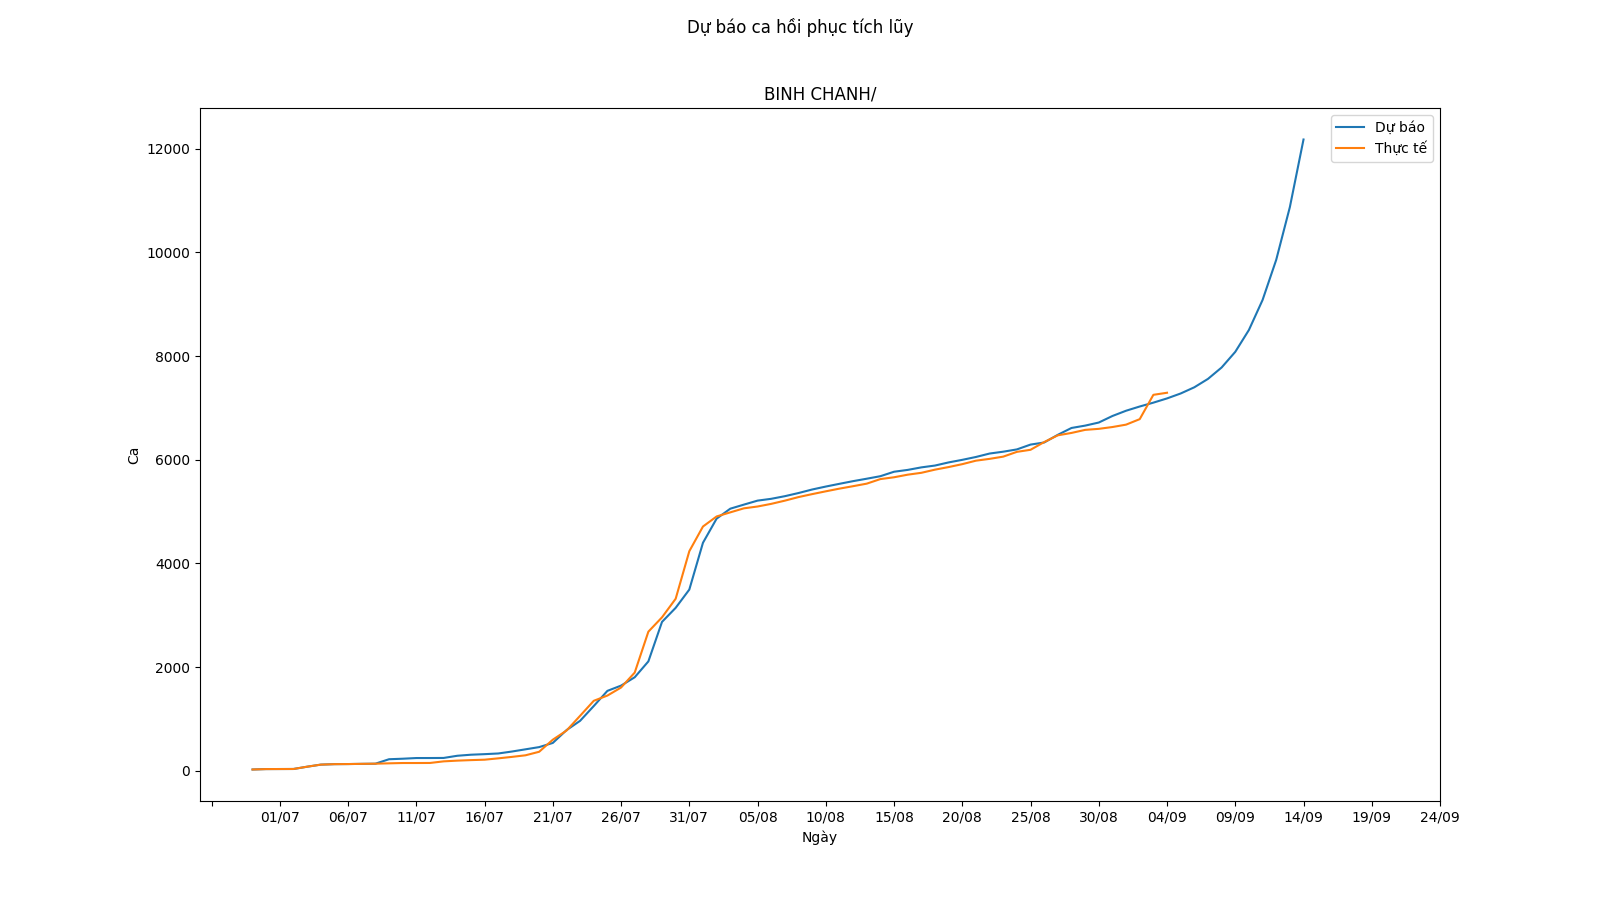 Dự báo ca hồi phục tích lũy
BINH CHANH/
Dự báo
Thực tế
12000
10000
8000
6000
4000
2000
0
Ca
01/07 06/07 11/07 16/07 21/07 26/07 31/07 05/08 10/08 15/08 20/08 25/08 30/08 04/09 09/09 14/09 19/09 24/09
Ngày